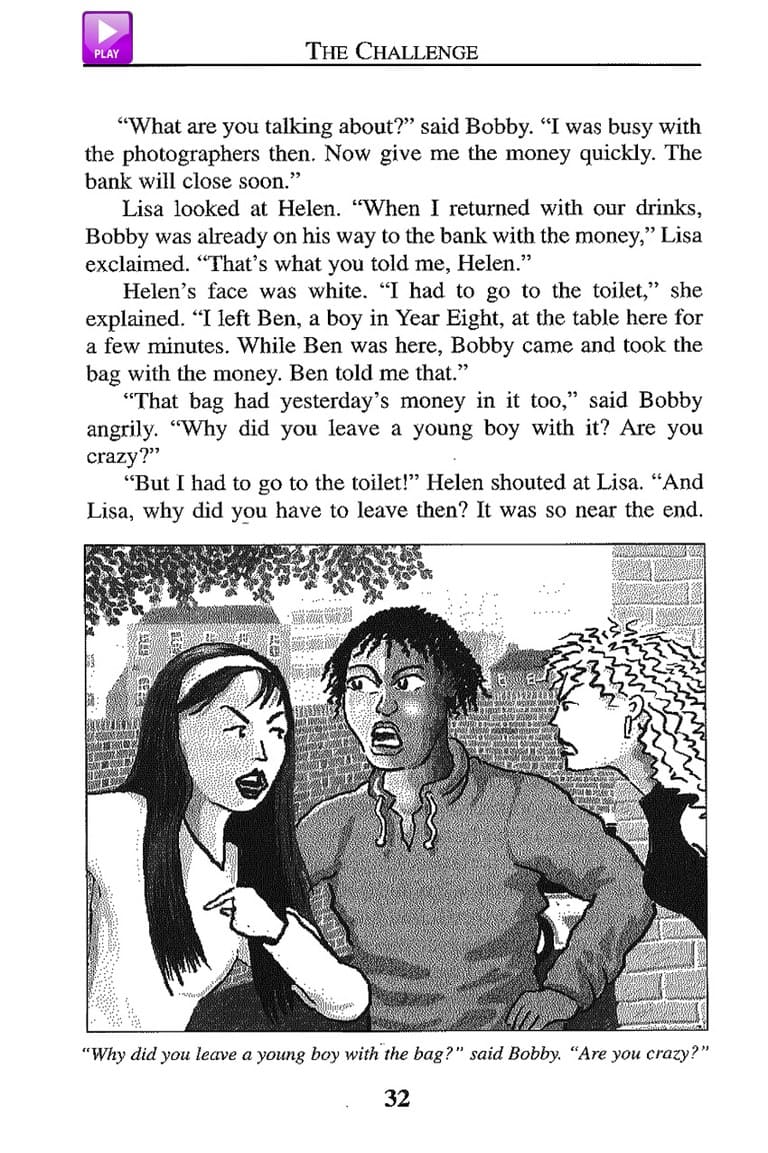 PLAY
THE CHALLENGE
“What are you talking about?” said Bobby. “I was busy with
the photographers then. Now give me the money quickly. The
bank will close soon.”
Lisa looked at Helen. “When I returned with our drinks,
Bobby was already on his way to the bank with the money,” Lisa
exclaimed. “That’s what you told me, Helen.”
Helen’s face was white. “I had to go to the toilet,” she
explained. “I left Ben, a boy in Year Eight, at the table here for
a few minutes. While Ben was here, Bobby came and took the
bag with the money. Ben told me that.”
“That bag had yesterday’s money in it too,” said Bobby
angrily. “Why did you leave a young boy with it? Are you
crazy?”
“But I had to go to the toilet!” Helen shouted at Lisa. “And
Lisa, why did you have to leave then? It was so near the end.
“Why did you leave a young boy with the bag?” said Bobby. “Are you crazy?”
32